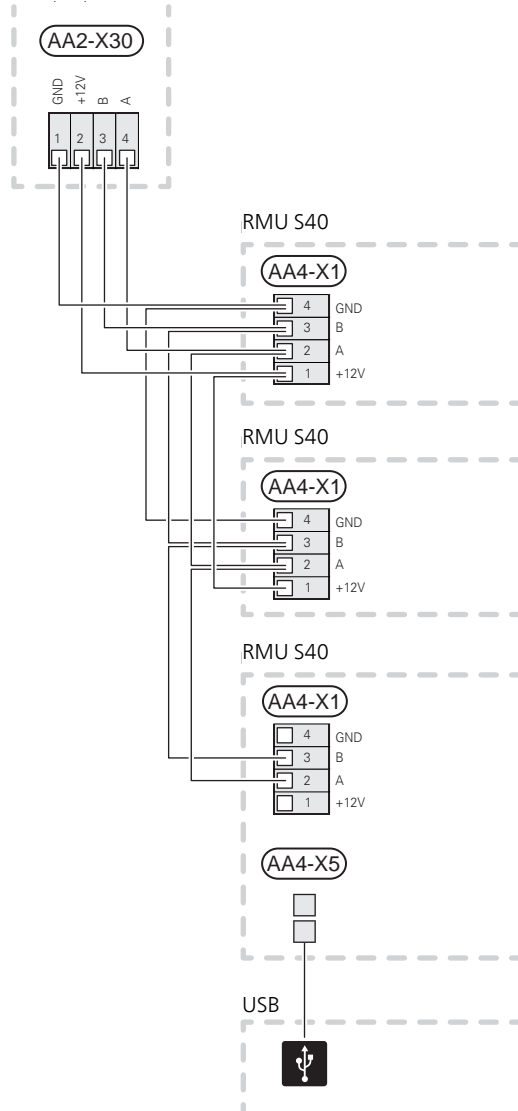 AA2-X30
GND +12V B A
1 2 3 4
RMU S40
AA4-X1
4 GND
3 B
2 A
1 +12V
RMU S40
AA4-X1
4 GND
3 B
2 A
1 +12V
RMU S40
AA4-X1
4 GND
3 B
2 A
1 +12V
AA4-X5
USB